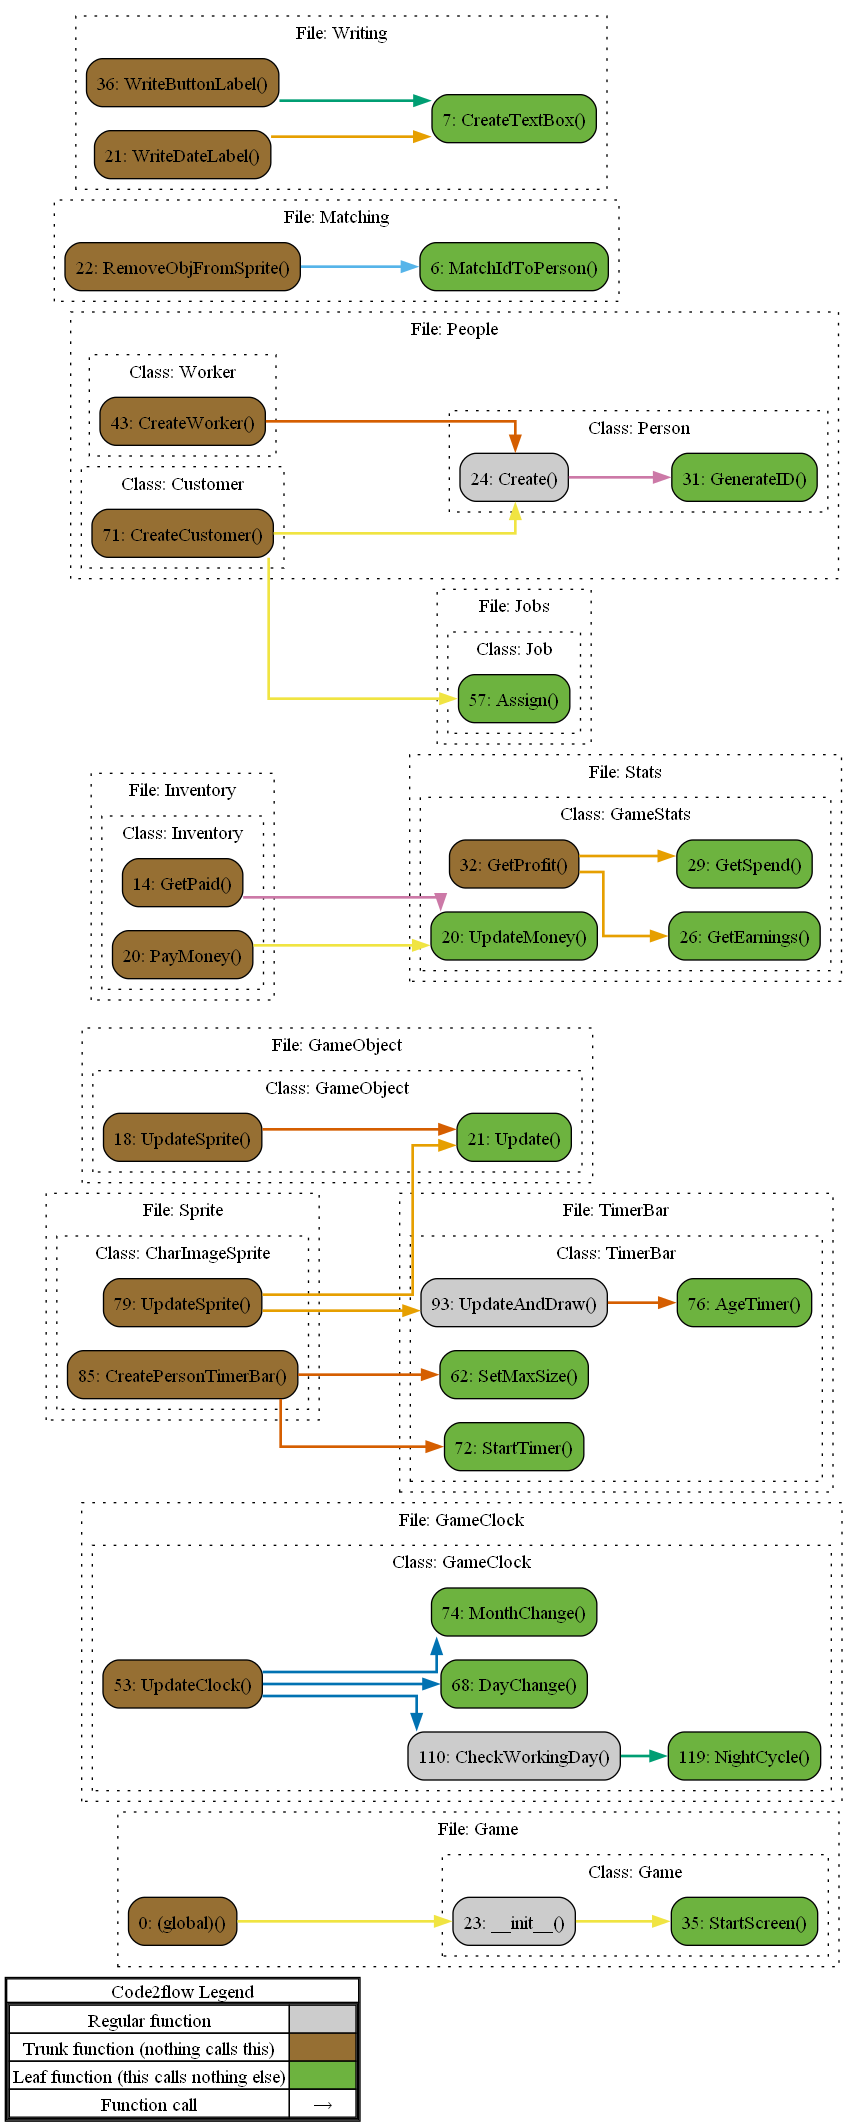 File: Writing
36: WriteButtonLabel()
7: CreateTextBox()
21: WriteDateLabel()
File: Matching
22: RemoveObjFromSprite()
6: MatchIdToPerson()
File: People
Class: Worker
43: CreateWorker()
Class: Person
24: Create()
31: GenerateID()
Class: Customer
71: CreateCustomer()
File: Jobs
Class: Job
57: Assign()
File: Inventory
Class: Inventory
14: GetPaid()
20: PayMoney()
File: Stats
Class: GameStats
32: GetProfit()
29: GetSpend()
20: UpdateMoney()
26: GetEarnings()
File: GameObject
Class: GameObject
18: UpdateSprite()
21: Update()
File: Sprite
Class: CharImageSprite
79: UpdateSprite()
85: CreatePersonTimerBar()
File: TimerBar
Class: TimerBar
93: UpdateAndDraw()
76: AgeTimer()
62: SetMaxSize()
72: StartTimer()
File: GameClock
Class: GameClock
74: MonthChange()
53: UpdateClock()
68: DayChange()
110: CheckWorkingDay()
119: NightCycle()
File: Game
Class: Game
0: (global)()
23: __init__()
35: StartScreen()
Code2flow Legend
Regular function
Trunk function (nothing calls this)
Leaf function (this calls nothing else)
Function call →